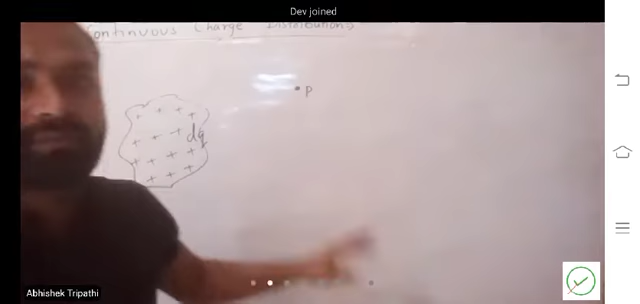 Dev joined
Continuous Charge Distributions
P
dq
Abhishek Tripathi